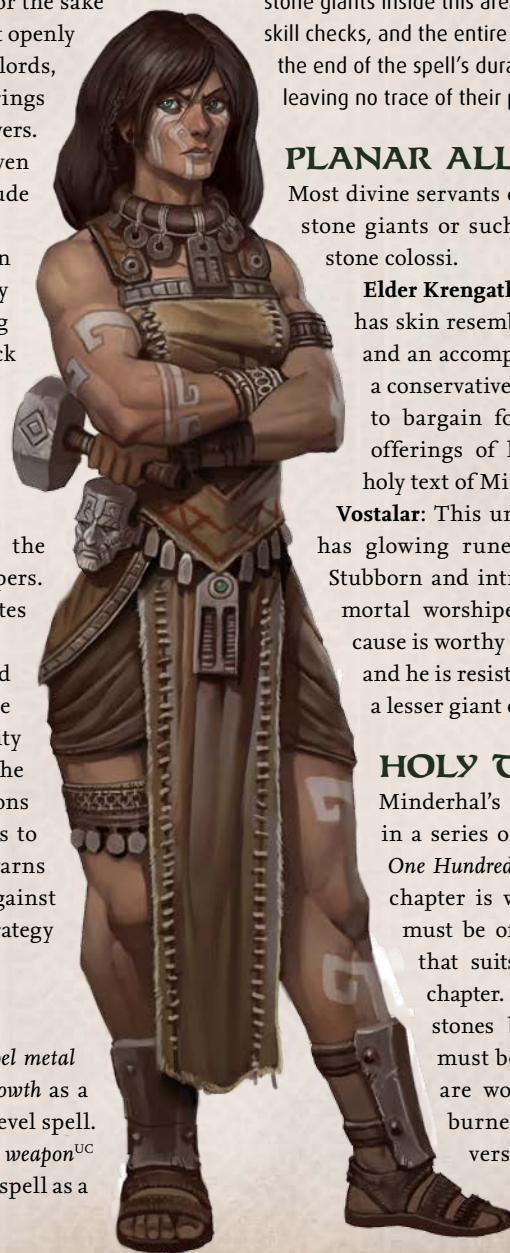 or the sake
t openly
lords,
rings
vers.
ven
ude
n
y
g
ck
the
pers.
tes
d
e
ity
he
ons
s to
arns
gainst
rategy
el metal
owth as a
evel spell.
weaponUC
spell as a
stone giants inside this area
skill checks, and the entire
the end of the spell's dura
leaving no trace of their p
PLANAR ALL
Most divine servants o
stone giants or such
stone colossi.
Elder Krengath
has skin resemb
and an accomp
a conservative
to bargain fo
offerings of l
holy text of Mi
Vostalar: This un
has glowing rune
Stubborn and intr
mortal worshipe
cause is worthy
and he is resist
a lesser giant o
HOLY T
Minderhal's
in a series o
One Hundred
chapter is w
must be or
that suits
chapter.
stones b
must be
are wo
burne
vers